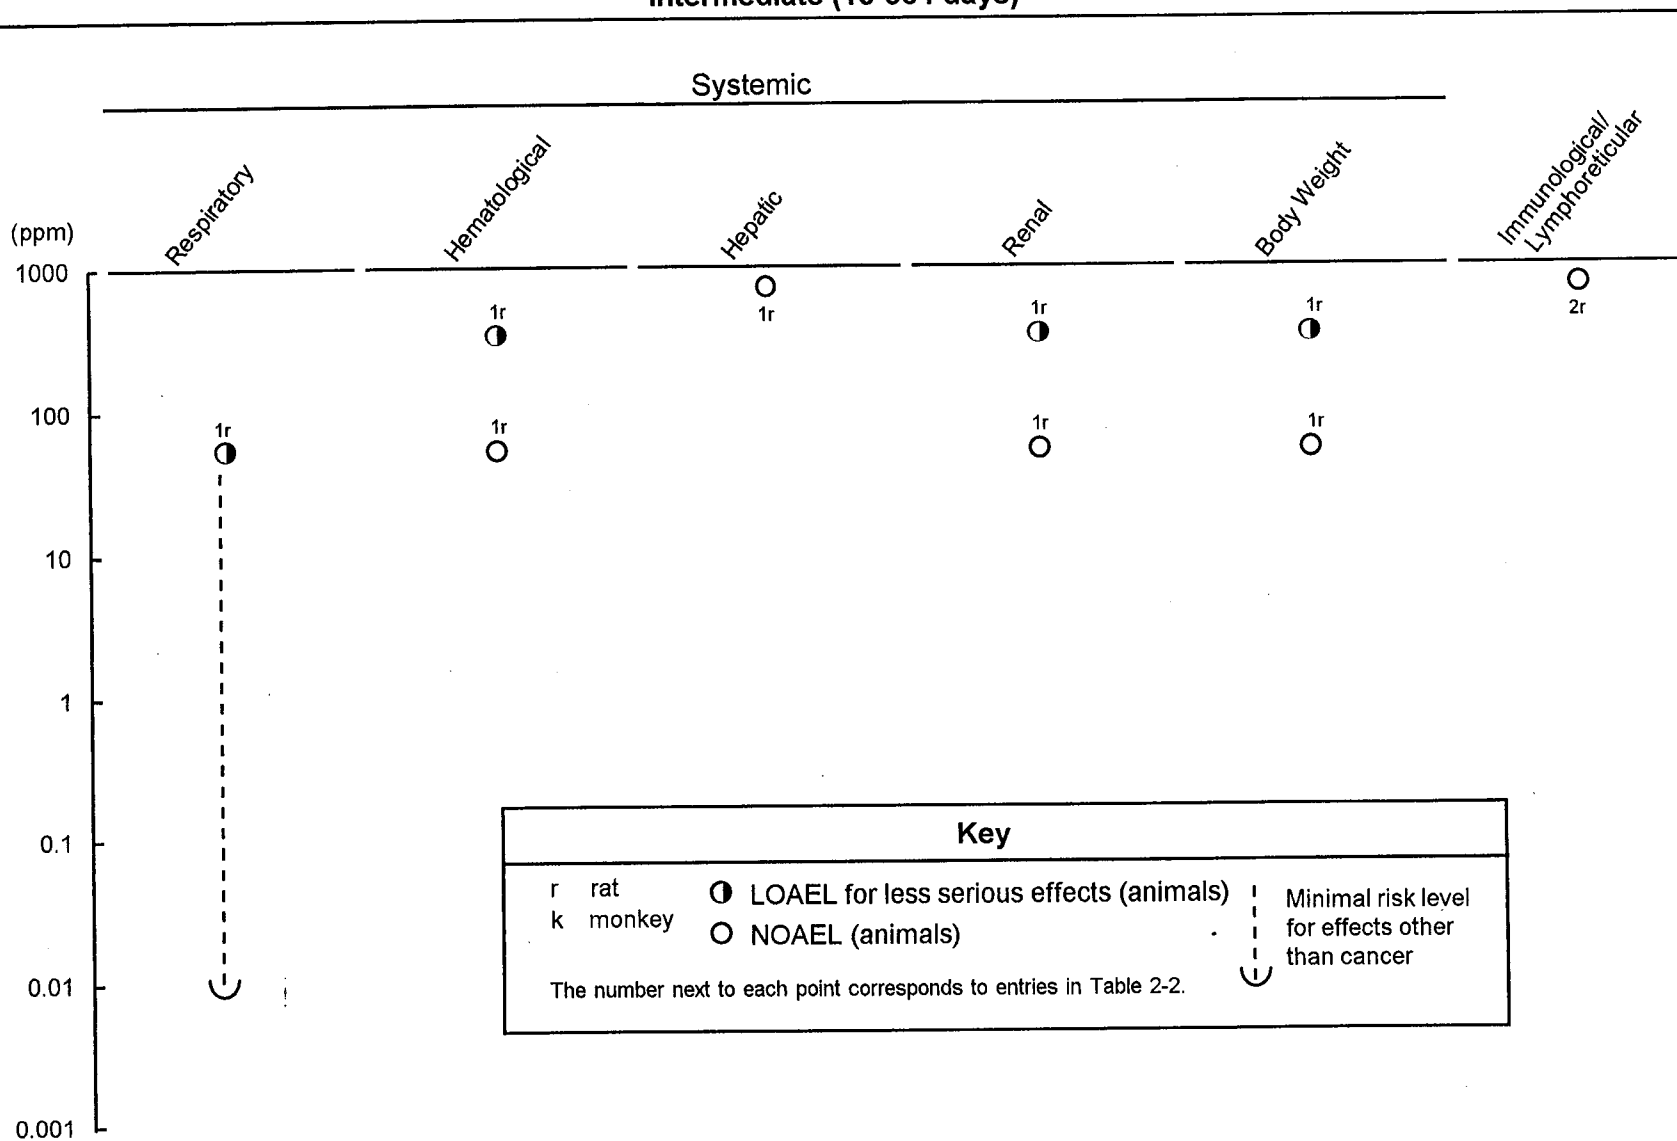 Systemic
Respiratory
Hematological
Hepatic
Renal
Body Weight
Immunological/
Lymphoreticular
(ppm)
1000
100
10
1
0.1
0.01
0.001
1r
1r
1r
1r
1r
1r
1r
1r
2r
Key
r rat
k monkey
LOAEL for less serious effects (animals)
NOAEL (animals)
Minimal risk level
for effects other
than cancer
The number next to each point corresponds to entries in Table 2-2.